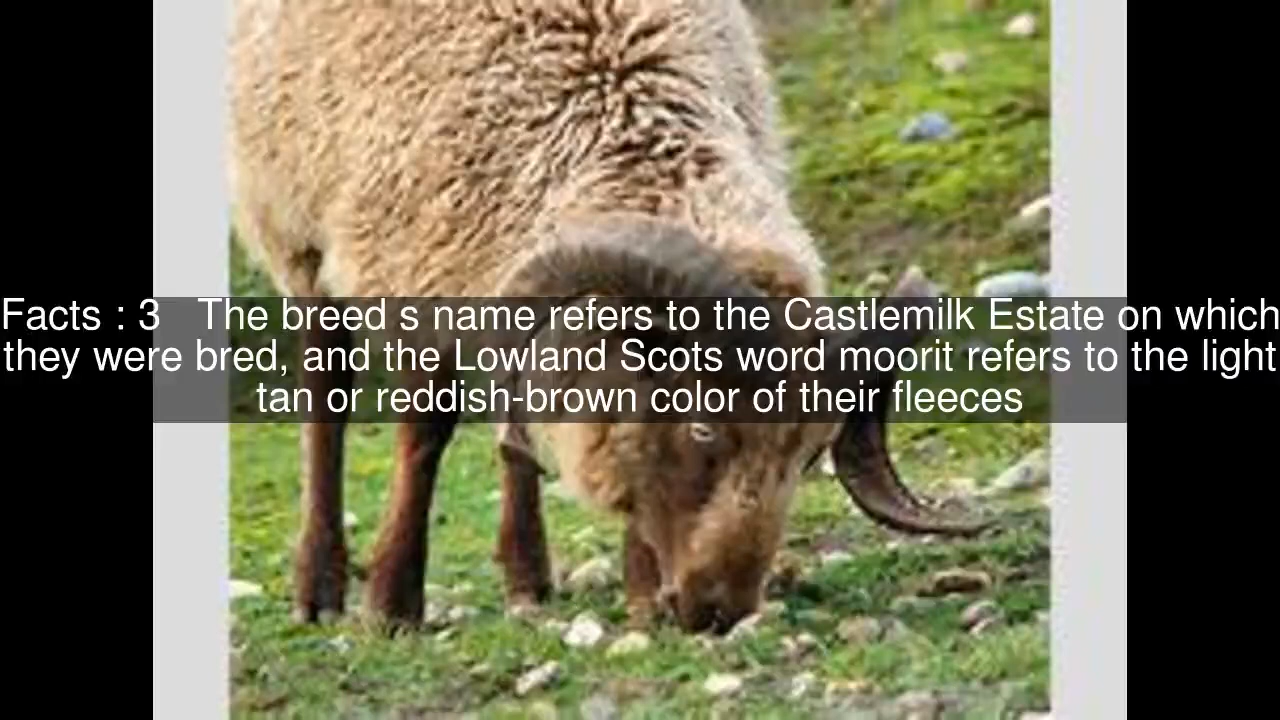 Facts : 3   The breed s name refers to the Castlemilk Estate on which
they were bred, and the Lowland Scots word moorit refers to the light
tan or reddish-brown color of their fleeces